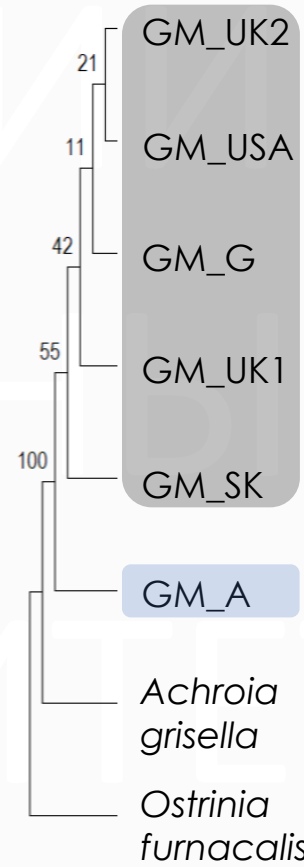 GM_UK2
21
GM_USA
11
GM_G
42
GM_UK1
55
GM_SK
100
GM_A
Achroia
grisella
Ostrinia
furnacalis